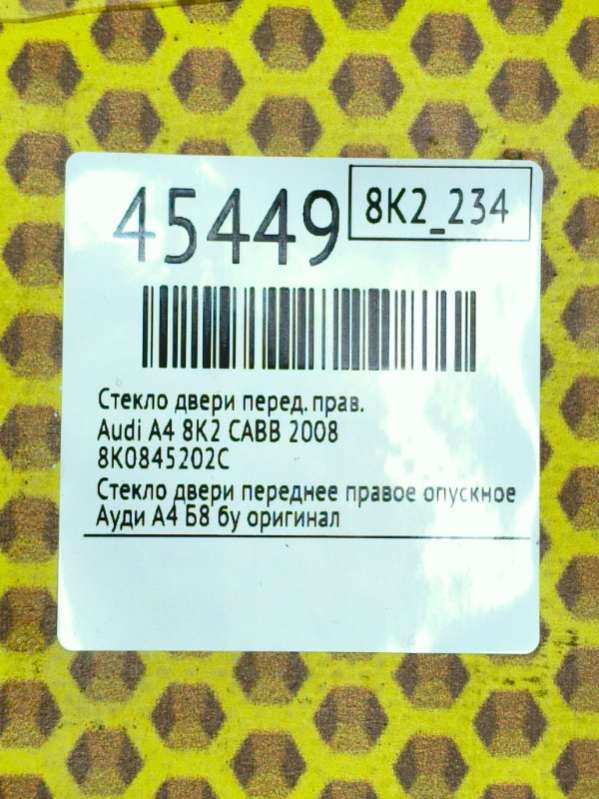 45449
8K2_234
Стекло двери перед. прав.
Audi A4 8K2 CABB 2008
8K0845202C
Стекло двери переднее правое опускное
Ауди А4 Б8 бу оригинал